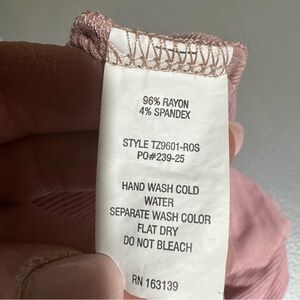 96% RAYON
4% SPANDEX
STYLE TZ9601-ROS
PO#239-25
HAND WASH COLD
WATER
SEPARATE WASH COLOR
FLAT DRY
DO NOT BLEACH
RN 163139